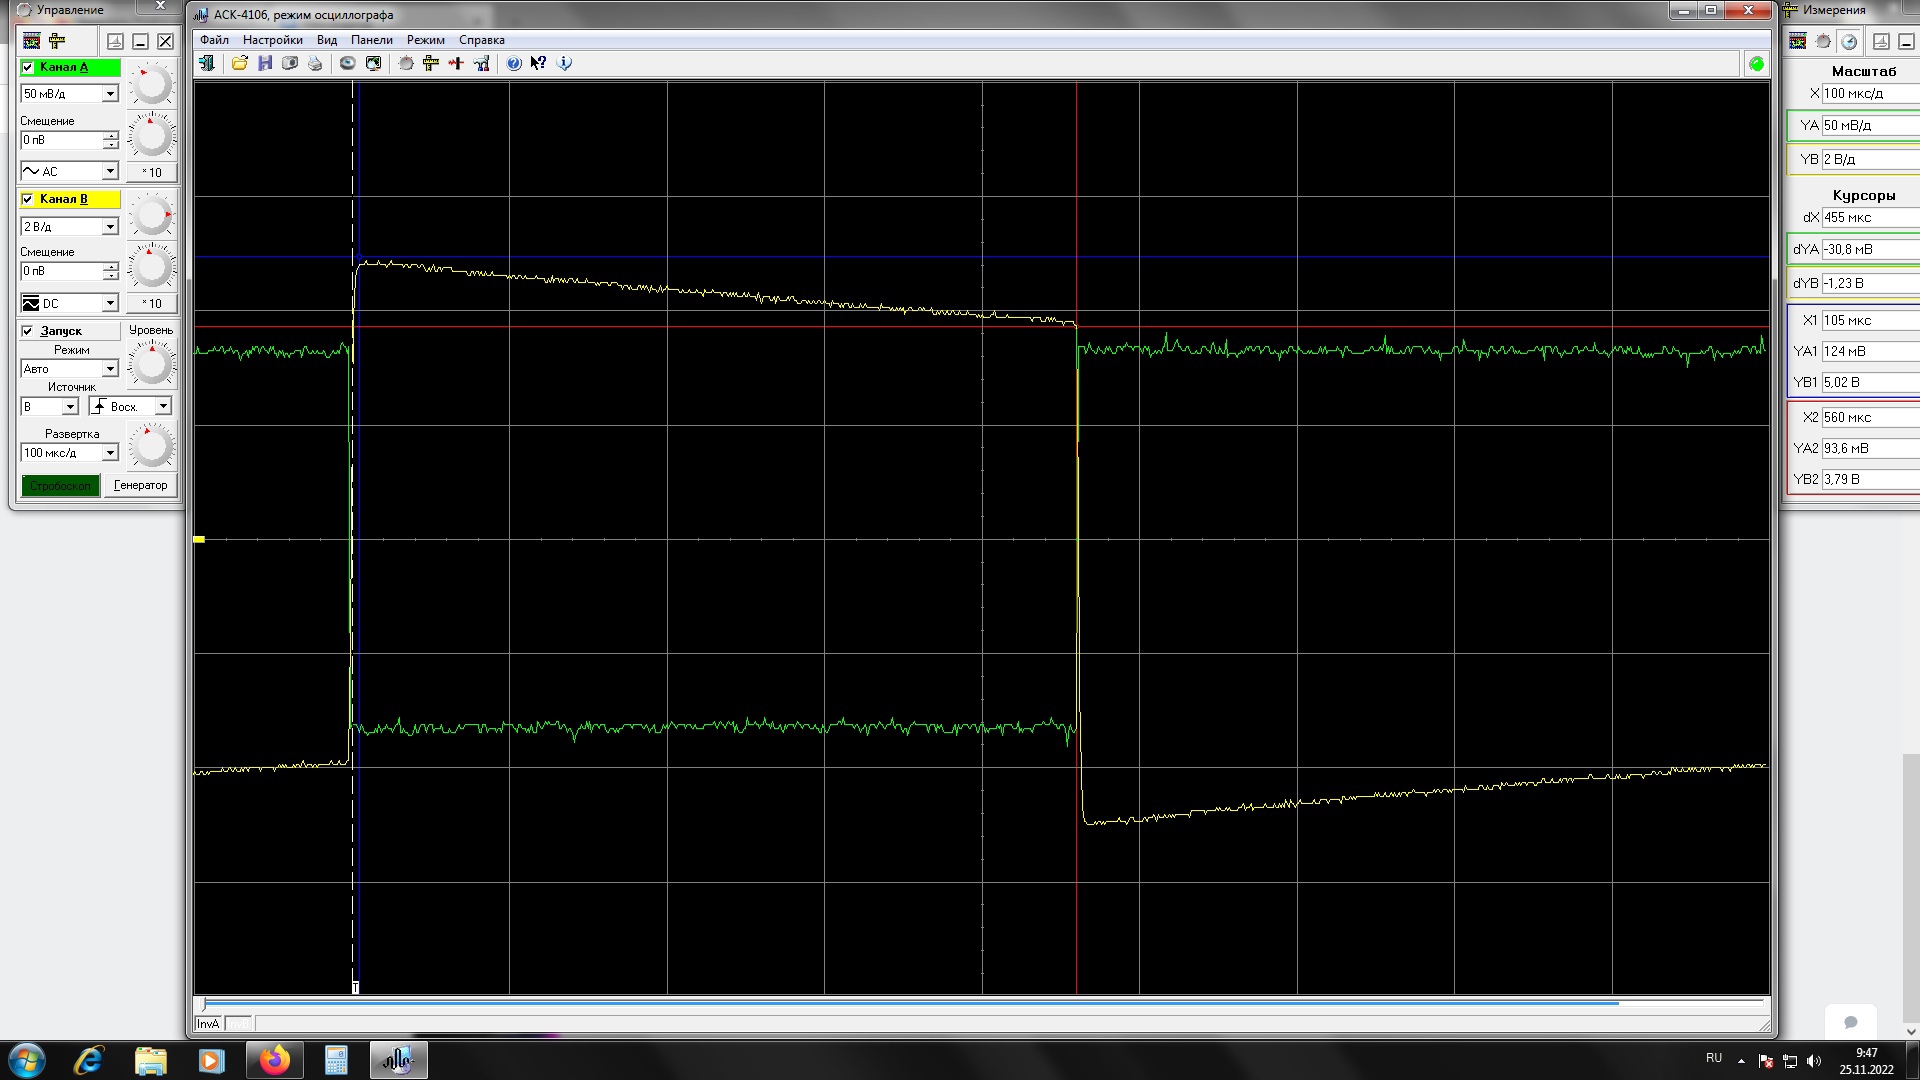 Управление
Канал А
50 мВ/д
Смещение
0 пВ
AC
*10
Канал В
2 В/д
Смещение
0 пВ
DC
*10
Запуск
Уровень
Режим
Авто
Источник
В
Восх.
Развертка
100 мкс/д
Стробоскоп
Генератор
АСК-4106, режим осциллографа
Файл Настройки Вид Панели Режим Справка
T
InvA
Измерения
Масштаб
X 100 мкс/д
YA 50 мВ/д
YB 2 В/д
Курсоры
dX 455 мкс
dYA -30,8 мВ
dYB -1,23 В
X1 105 мкс
YA1 124 мВ
YB1 5,02 В
X2 560 мкс
YA2 93,6 мВ
YB2 3,79 В
RU
9:47
25.11.2022